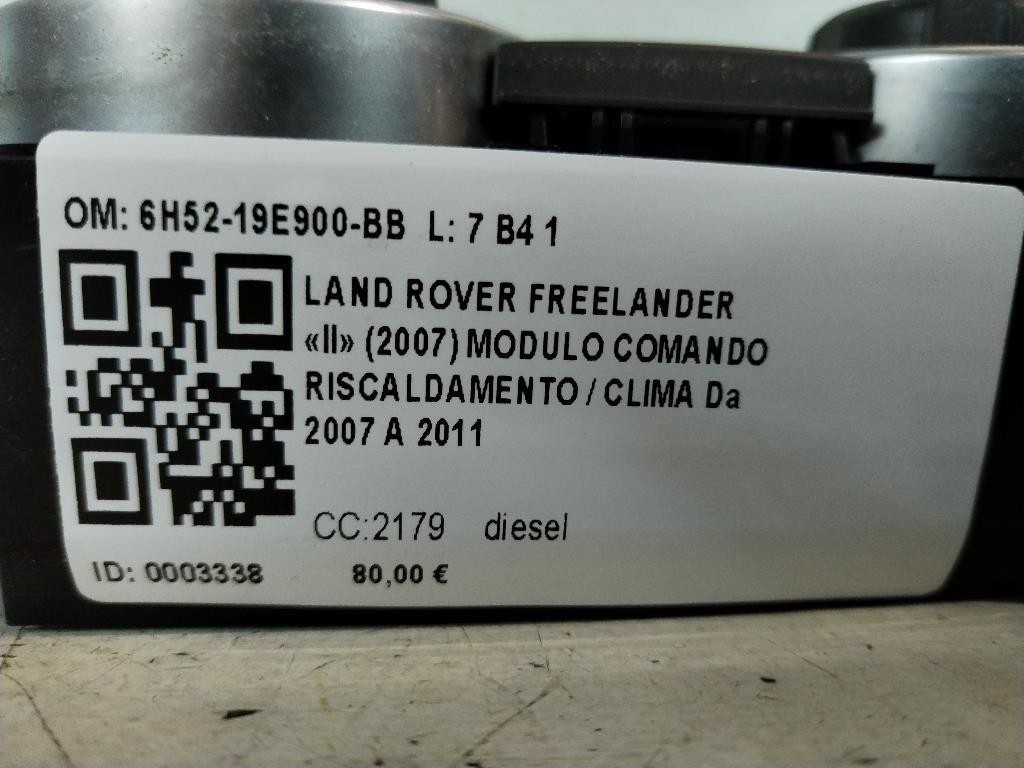 OM: 6H52-19E900-BB L: 7 B4 1
LAND ROVER FREELANDER
«II» (2007) MODULO COMANDO
RISCALDAMENTO / CLIMA Da
2007 A 2011
CC:2179 diesel
ID: 0003338 80,00 €